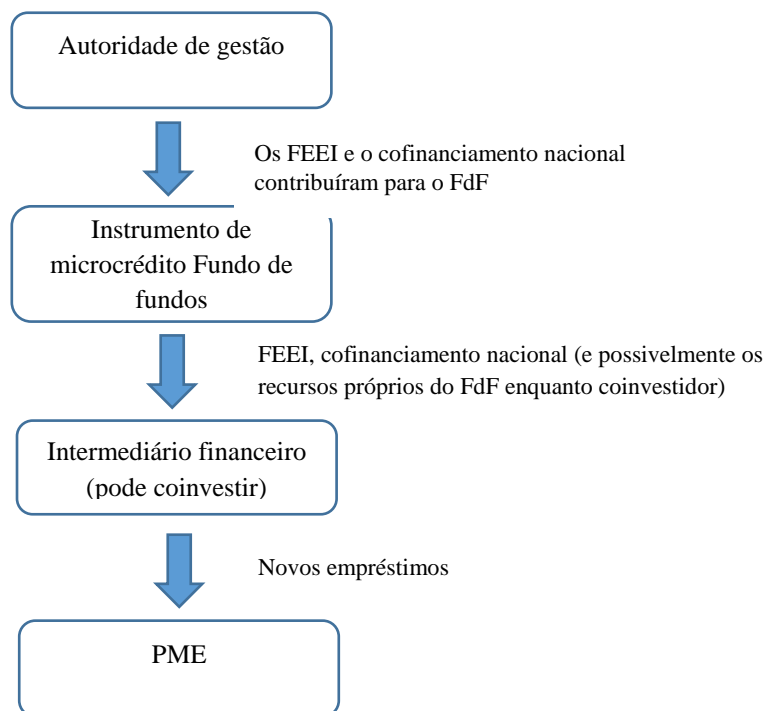 Autoridade de gestão
Os FEEI e o cofinanciamento nacional
contribuíram para o FdF
Instrumento de
microcrédito Fundo de
fundos
FEEI, cofinanciamento nacional (e possivelmente os
recursos próprios do FdF enquanto coinvestidor)
Intermediário financeiro
(pode coinvestir)
Novos empréstimos
PME